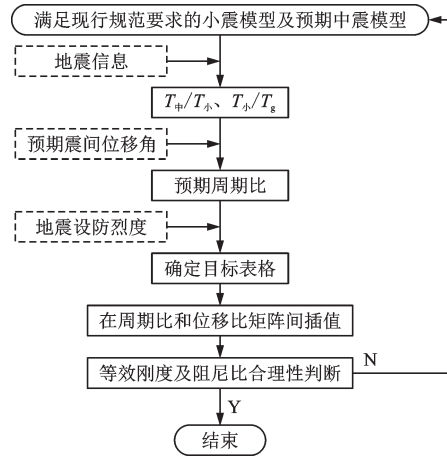 满足现行规范要求的小震模型及预期中震模型
地震信息
T中/T小、T小/Tg
预期震间位移角
预期周期比
地震设防烈度
确定目标表格
在周期比和位移比矩阵间插值
等效刚度及阻尼比合理性判断
N
Y
结束